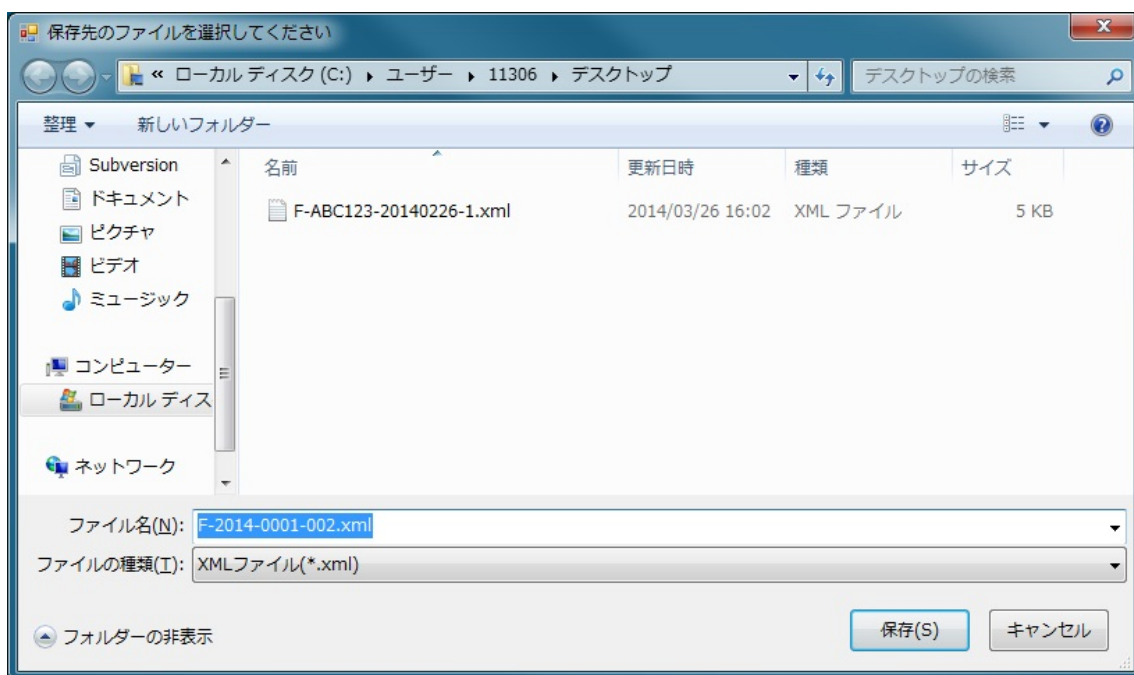 保存先のファイルを選択してください
« ローカル ディスク (C:) ユーザー 11306 デスクトップ デスクトップの検索
整理 新しいフォルダー
Subversion
ドキュメント
ピクチャ
ビデオ
ミュージック
コンピューター
ローカル ディス
ネットワーク
名前 更新日時 種類 サイズ
F-ABC123-20140226-1.xml 2014/03/26 16:02 XML ファイル 5 KB
ファイル名(N): F-2014-0001-002.xml
ファイルの種類(T): XMLファイル(*.xml)
フォルダーの非表示 保存(S) キャンセル